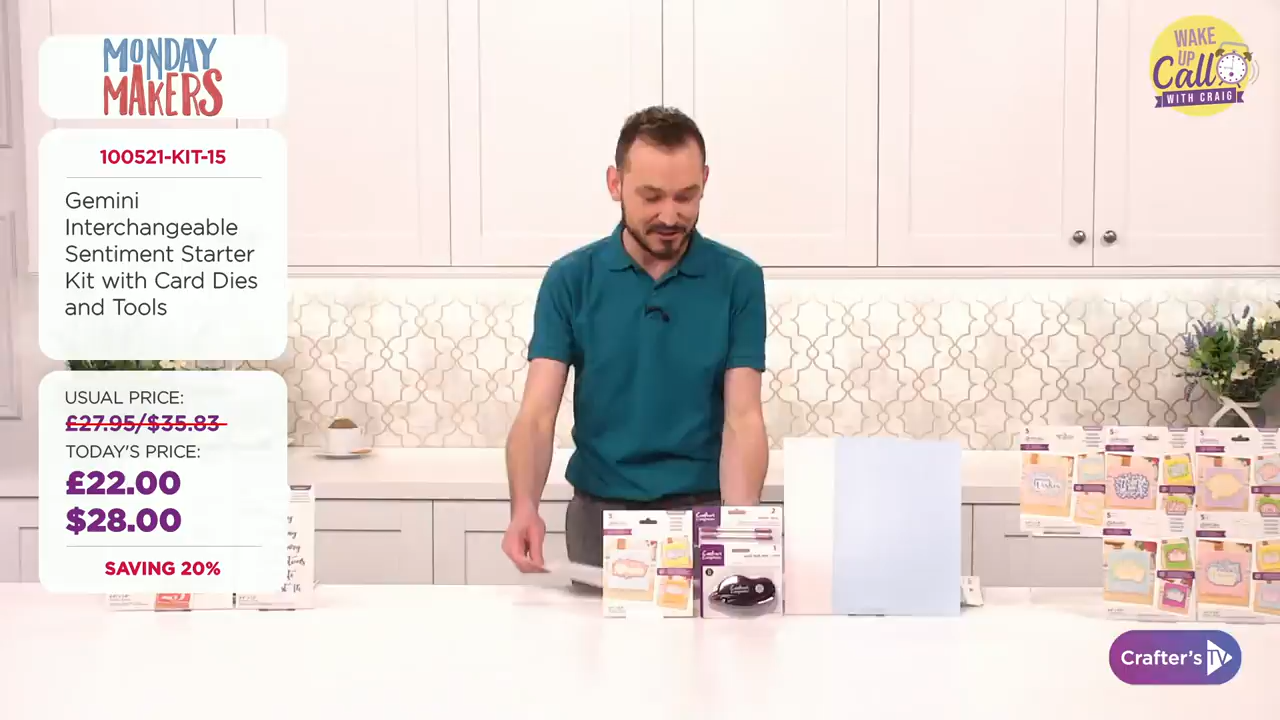 MONDAY
MAKERS
100521-KIT-15
Gemini
Interchangeable
Sentiment Starter
Kit with Card Dies
and Tools
USUAL PRICE:
£27.95/$35.83
TODAY'S PRICE:
£22.00
$28.00
SAVING 20%
WAKE
UP
Call
WITH CRAIG
Crafter's TV